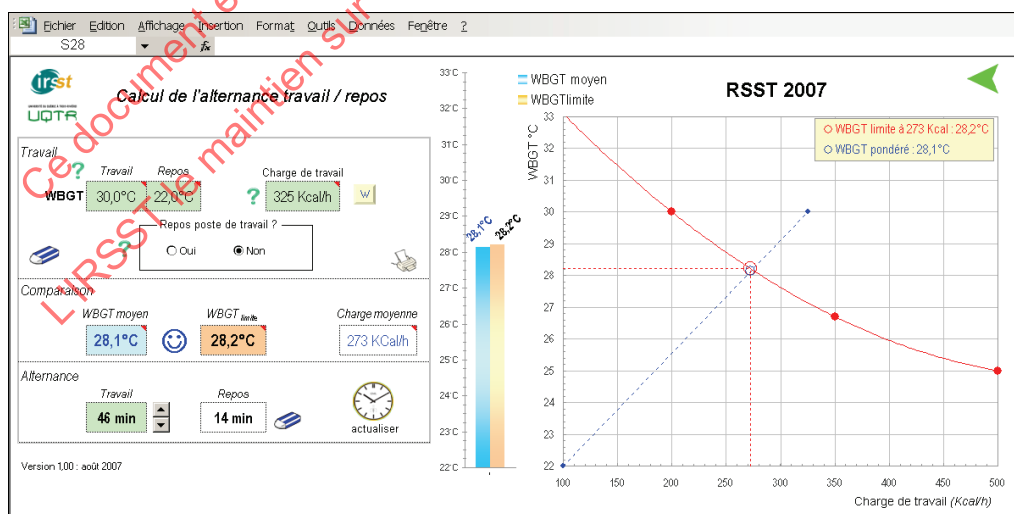 Fichier Edition Affichage Insertion Format Outils Données Fenêtre ?
S28 fx
irsst
UQTR
Calcul de l'alternance travail / repos
Travail
? Travail Repos Charge de travail
WBGT 30,0°C 22,0°C ? 325 Kcal/h W
Repos poste de travail ?
? Oui Non
Comparaison
WBGT moyen WBGT limite Charge moyenne
28,1°C 28,2°C 273 KCal/h
Alternance
Travail Repos
46 min 14 min
actualiser
Version 1,00 : août 2007
33°C
32°C
31°C
30°C
29°C
28°C
27°C
26°C
25°C
24°C
23°C
22°C
28,1°C 28,2°C
WBGT moyen
WBGTlimite
RSST 2007
WBGT °C
WBGT limite à 273 Kcal : 28,2°C
WBGT pondéré : 28,1°C
33
32
31
30
29
28
27
26
25
24
23
22
100 150 200 250 300 350 400 450 500
Charge de travail (Kcal/h)
Ce document e
L'IRSST le maintien sur